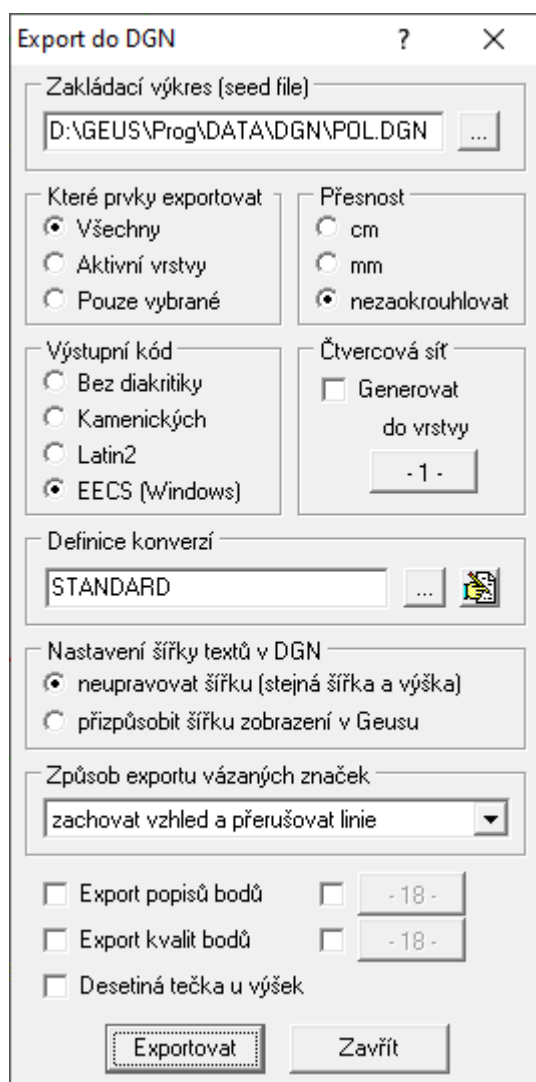 Export do DGN
?
Zakládací výkres (seed file)
D:\GEUS\Prog\DATA\DGN\POL.DGN
...
Které prvky exportovat
Všechny
Aktivní vrstvy
Pouze vybrané
Přesnost
cm
mm
nezaokrouhlovat
Výstupní kód
Bez diakritiky
Kamenických
Latin2
EECS (Windows)
Čtvercová síť
Generovat
do vrstvy
- 1 -
Definice konverzí
STANDARD
...
Nastavení šířky textů v DGN
neupravovat šířku (stejná šířka a výška)
přizpůsobit šířku zobrazení v Geusu
Způsob exportu vázaných značek
zachovat vzhled a přerušovat linie
Export popisů bodů
- 18 -
Export kvalit bodů
- 18 -
Desetiná tečka u výšek
Exportovat
Zavřít